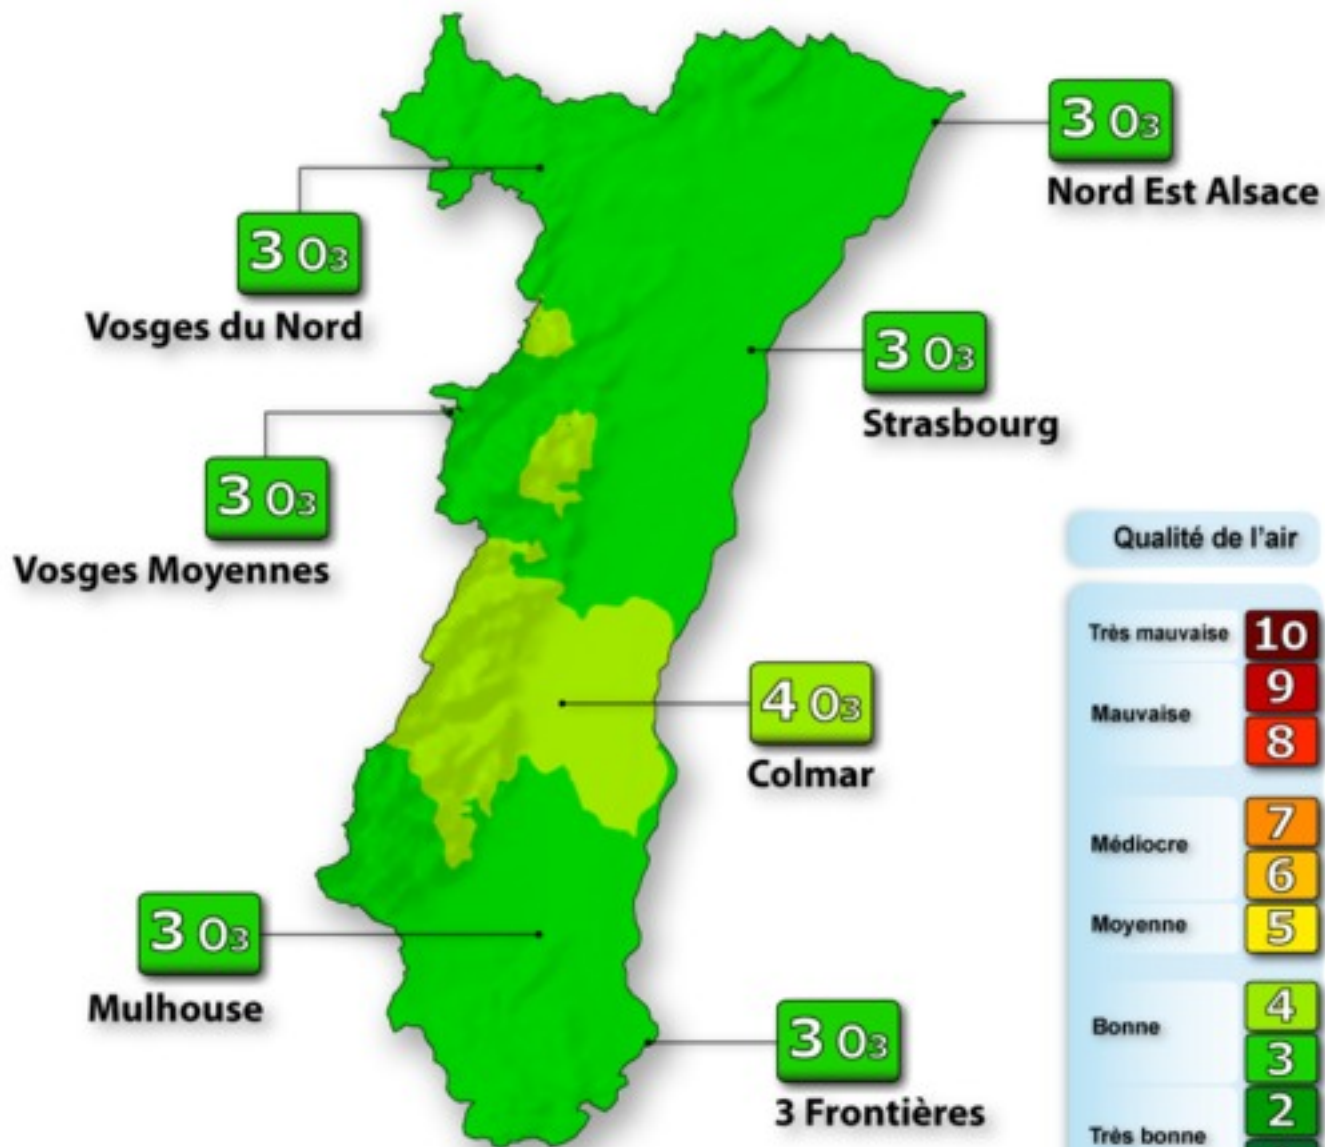 3 O3
Nord Est Alsace
3 O3
Vosges du Nord
3 O3
Strasbourg
3 O3
Vosges Moyennes
4 O3
Colmar
3 O3
Mulhouse
3 O3
3 Frontières
Qualité de l'air
Très mauvaise 10
9
Mauvaise
8
7
Médiocre
6
Moyenne 5
4
Bonne
3
2
Très bonne